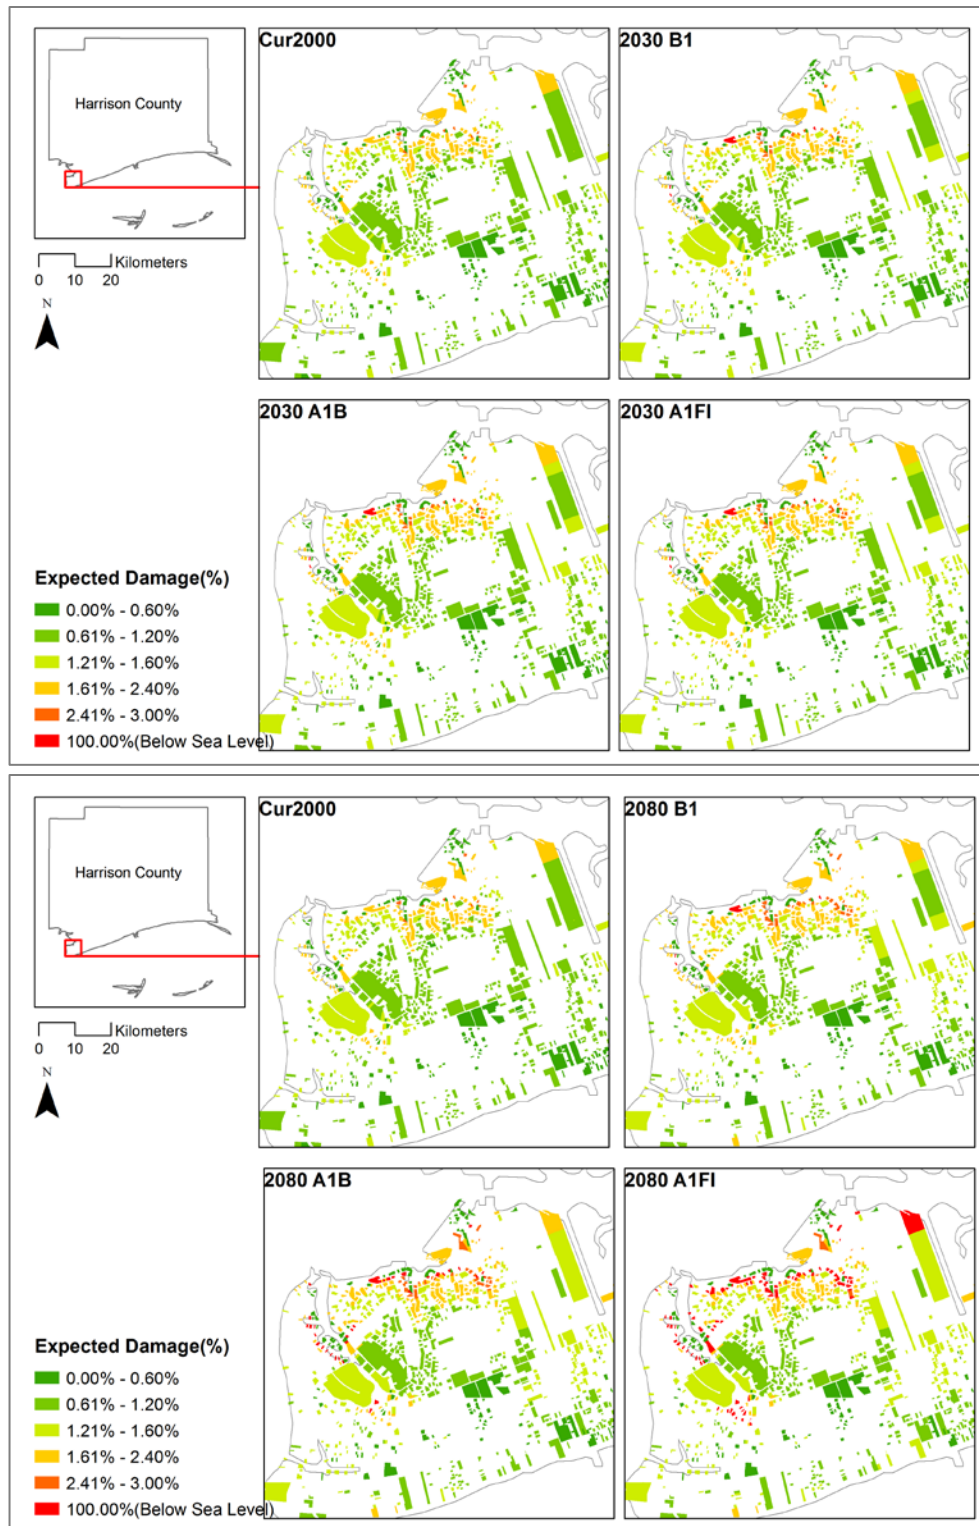 Cur2000
2030 B1
Harrison County
Kilometers
0 10 20
N
2030 A1B
2030 A1FI
Expected Damage(%)
0.00% - 0.60%
0.61% - 1.20%
1.21% - 1.60%
1.61% - 2.40%
2.41% - 3.00%
100.00%(Below Sea Level)
Cur2000
2080 B1
Harrison County
Kilometers
0 10 20
N
2080 A1B
2080 A1FI
Expected Damage(%)
0.00% - 0.60%
0.61% - 1.20%
1.21% - 1.60%
1.61% - 2.40%
2.41% - 3.00%
100.00%(Below Sea Level)